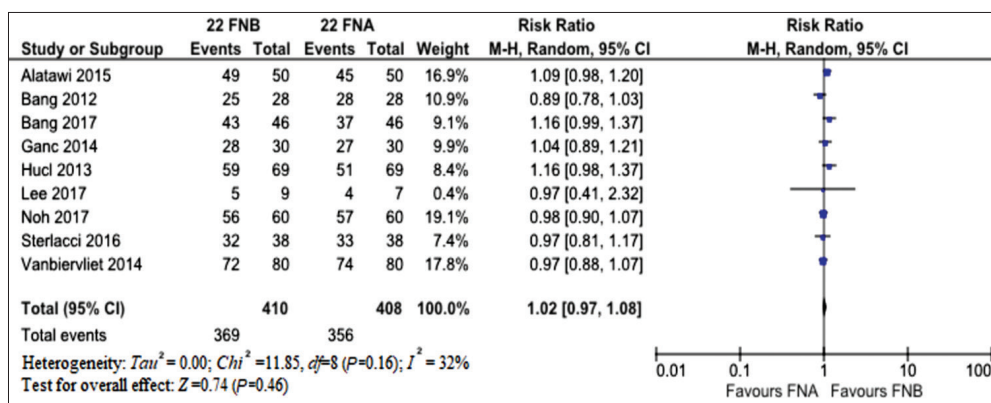 22 FNB 22 FNA Risk Ratio Risk Ratio
Study or Subgroup Events Total Events Total Weight M-H, Random, 95% CI M-H, Random, 95% CI
Alatawi 2015 49 50 45 50 16.9% 1.09 [0.98, 1.20]
Bang 2012 25 28 28 28 10.9% 0.89 [0.78, 1.03]
Bang 2017 43 46 37 46 9.1% 1.16 [0.99, 1.37]
Ganc 2014 28 30 27 30 9.9% 1.04 [0.89, 1.21]
Hucl 2013 59 69 51 69 8.4% 1.16 [0.98, 1.37]
Lee 2017 5 9 4 7 0.4% 0.97 [0.41, 2.32]
Noh 2017 56 60 57 60 19.1% 0.98 [0.90, 1.07]
Sterlacci 2016 32 38 33 38 7.4% 0.97 [0.81, 1.17]
Vanbiervliet 2014 72 80 74 80 17.8% 0.97 [0.88, 1.07]
Total (95% CI) 410 408 100.0% 1.02 [0.97, 1.08]
Total events 369 356
Heterogeneity: Tau² = 0.00; Chi² =11.85, df=8 (P=0.16); I² = 32%
Test for overall effect: Z=0.74 (P=0.46)
0.01 0.1 1 10 100
Favours FNA Favours FNB